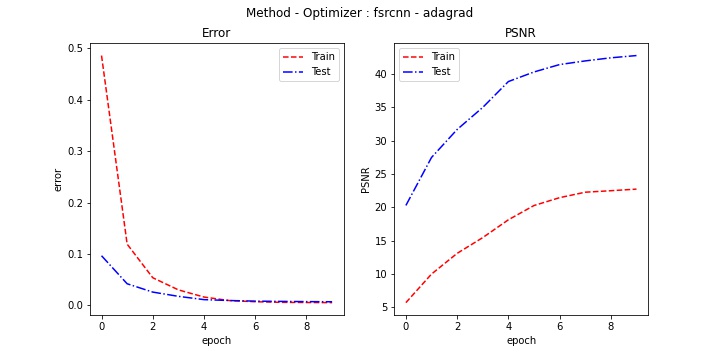 Method - Optimizer : fsrcnn - adagrad
Error
error
0.5
0.4
0.3
0.2
0.1
0.0
0 2 4 6 8
epoch
Train
Test
PSNR
PSNR
40
35
30
25
20
15
10
5
0 2 4 6 8
epoch
Train
Test